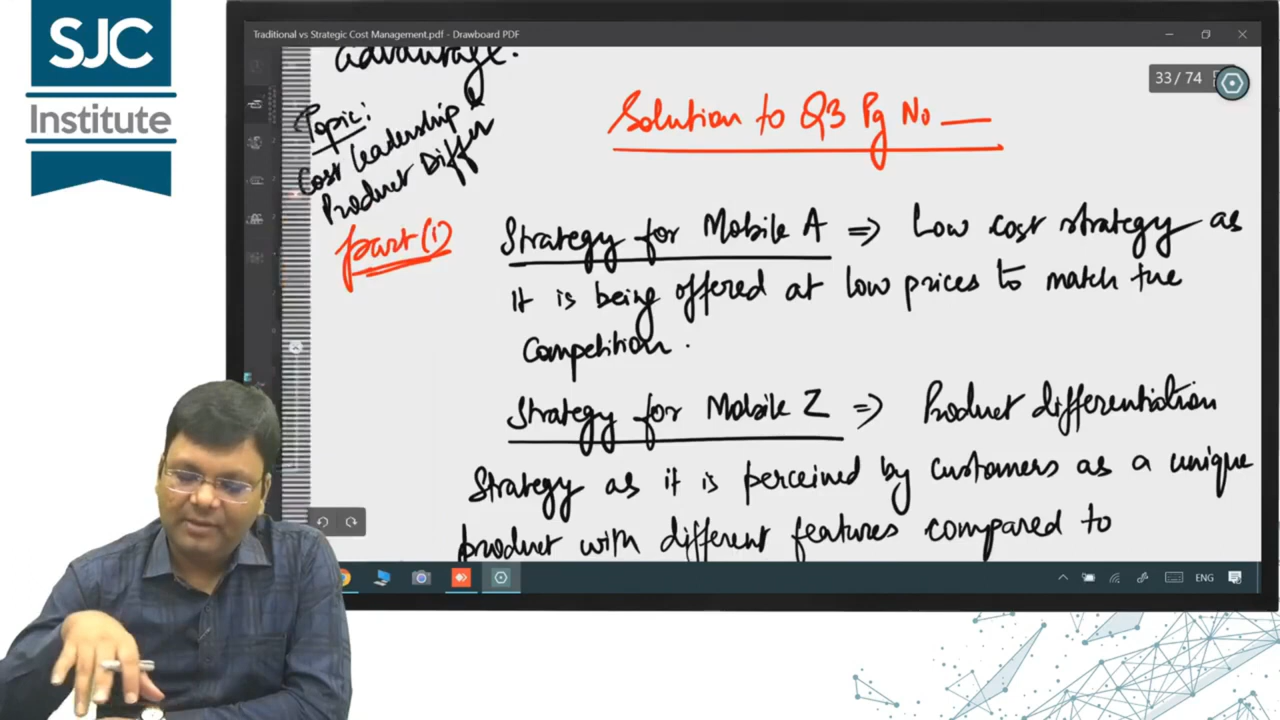 SJC
Institute
Traditional vs Strategic Cost Management.pdf - Drawboard PDF
33 / 74
advantage.
Topic:
Cost Leadership &
Product Differ
Solution to Q3 Pg No
part (i)
Strategy for Mobile A ⇒ Low cost strategy as
it is being offered at low prices to match the
Competition.
Strategy for Mobile Z ⇒ Product differentiation
Strategy as it is perceived by customers as a unique
product with different features compared to
ENG